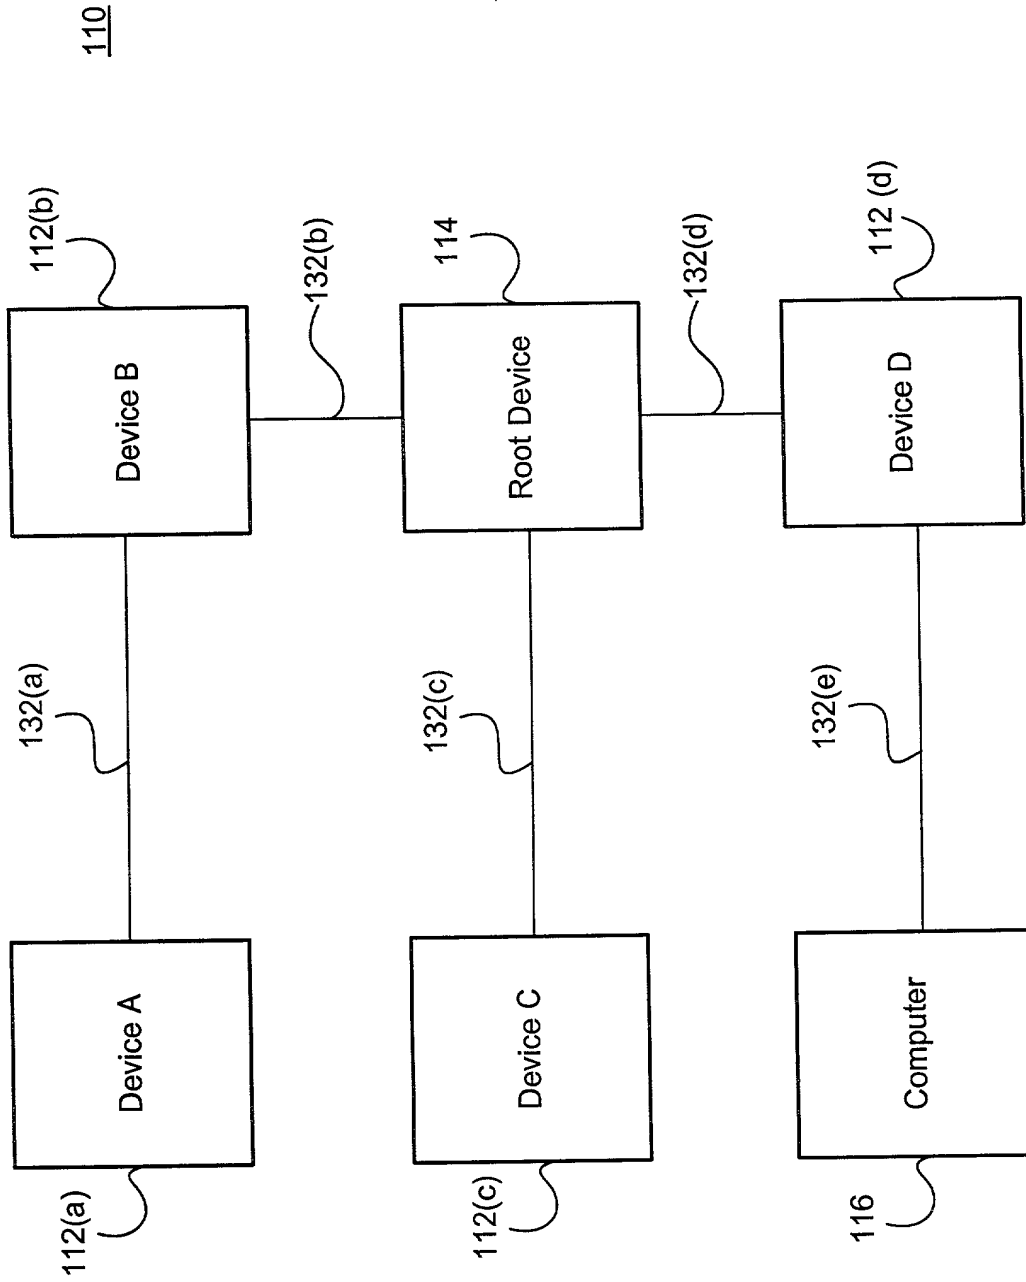 112(a)
132(a)
112(b)
110
Device A
Device B
132(b)
112(c)
132(c)
114
Device C
Root Device
132(d)
116
132(e)
112 (d)
Computer
Device D